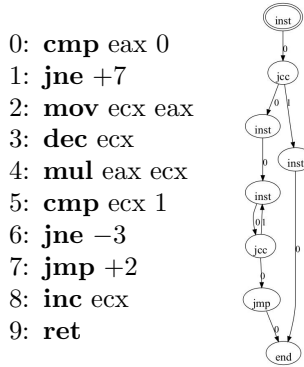 0: cmp eax 0
1: jne +7
2: mov ecx eax
3: dec ecx
4: mul eax ecx
5: cmp ecx 1
6: jne −3
7: jmp +2
8: inc ecx
9: ret
inst
0
jcc
0 1
inst
inst
0
inst
0 1
0
jcc
0
jmp
0
end